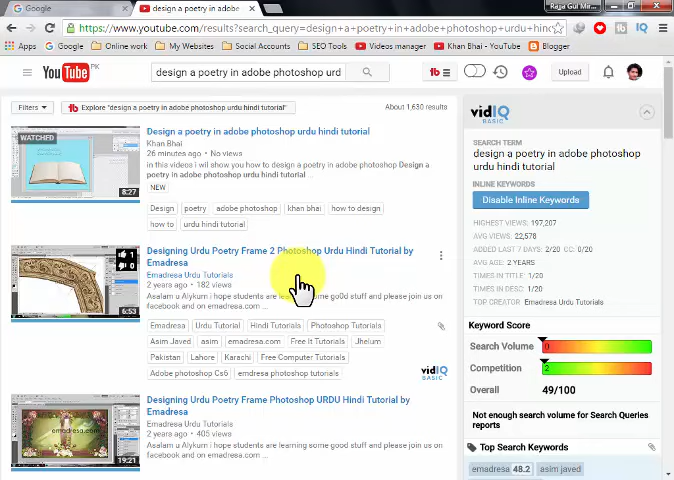 Google
design a poetry in adobe
Raja Gul Mir...
https://www.youtube.com/results?search_query=design+a+poetry+in+adobe+photoshop+urdu+hind
Apps
Google
Online work
My Websites
Social Accounts
SEO Tools
Videos manager
Khan Bhai - YouTube
Blogger
YouTube PK
design a poetry in adobe photoshop urd
Upload
Filters
Explore "design a poetry in adobe photoshop urdu hindi tutorial"
About 1,630 results
WATCHED
8:27
Design a poetry in adobe photoshop urdu hindi tutorial
Khan Bhai
26 minutes ago • No views
in this videos i wil show you how to design a poetry in adobe photoshop Design a
poetry in adobe photoshop urdu hindi tutorial ...
NEW
Design poetry adobe photoshop khan.bhai how to design
how to urdu hindi tutorial
1
0
6:53
Designing Urdu Poetry Frame 2 Photoshop Urdu Hindi Tutorial by
Emadresa
Emadresa Urdu Tutorials
2 years ago • 182 views
Asalam u Alykum i hope students are learning some go0d stuff and please join us on
facebook and on emadresa.com ...
Emadresa Urdu Tutorial Hindi Tutorials Photoshop Tutorials
Asim Javed asim emadresa.com Free It Tutorials Jhelum
Pakistan Lahore Karachi Free Computer Tutorials
Adobe photoshop Cs6 emdresa photoshop tutorials
vidIQ
BASIC
emadresa.com
19:21
Designing Urdu Poetry Frame Photoshop URDU Hindi Tutorial by
Emadresa
Emadresa Urdu Tutorials
2 years ago • 405 views
Asalam u Alykum i hope students are learning some good stuff and please join us on
facebook and on emadresa.com ...
vidIQ
BASIC
SEARCH TERM
design a poetry in adobe photoshop
urdu hindi tutorial
INLINE KEYWORDS
Disable Inline Keywords
HIGHEST VIEWS: 197,207
AVG VIEWS: 22,578
ADDED LAST 7 DAYS: 2/20 CC: 0/20
AVG AGE: 2 YEARS
TIMES IN TITLE: 1/20
TIMES IN DESC: 1/20
TOP CREATOR Emadresa Urdu Tutorials
Keyword Score
Search Volume 0
Competition 2
Overall 49/100
Not enough search volume for Search Queries
reports
Top Search Keywords
emadresa 48.2 asim javed